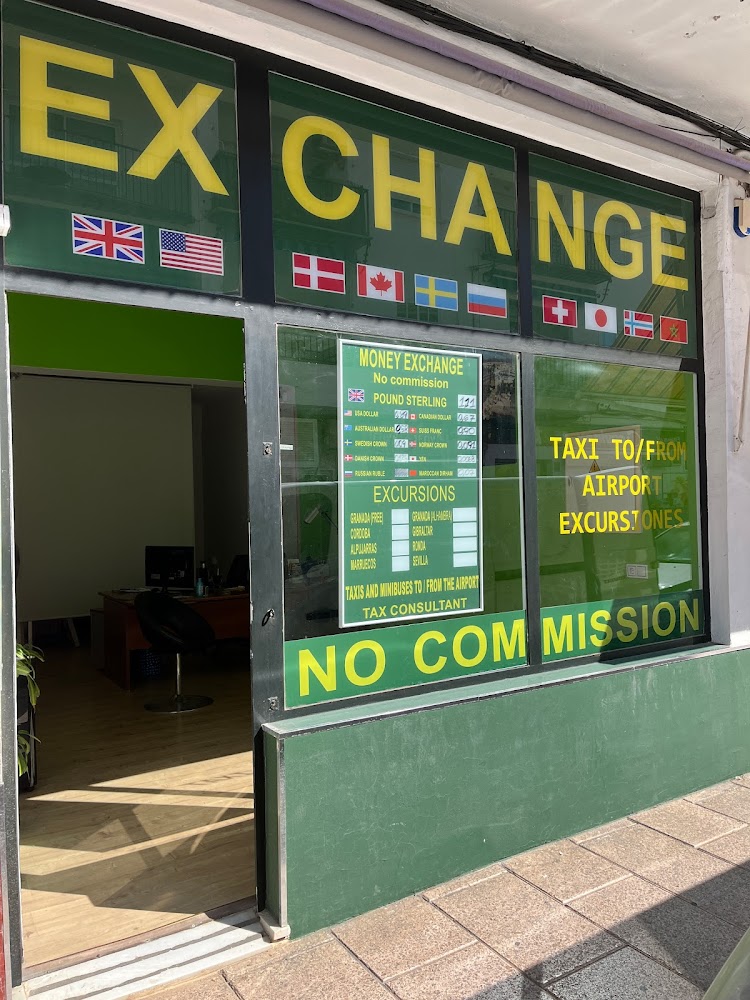 EXCHANGE
MONEY EXCHANGE
No commission
POUND STERLING
USA DOLLAR CANADIAN DOLLAR
AUSTRALIAN DOLLAR SUISS FRANC
SWEDISH CROWN NORWAY CROWN
DANISH CROWN YEN
RUSSIAN RUBLE MAROCCAN DIRHAM
EXCURSIONS
GRANADA (FREE) GRANADA (ALHAMBRA)
CORDOBA GIBRALTAR
ALPUJARRAS RONDA
MARRUECOS SEVILLA
TAXIS AND MINIBUSES TO / FROM THE AIRPORT
TAX CONSULTANT
TAXI TO/FROM
AIRPORT
EXCURSIONES
NO COMMISSION